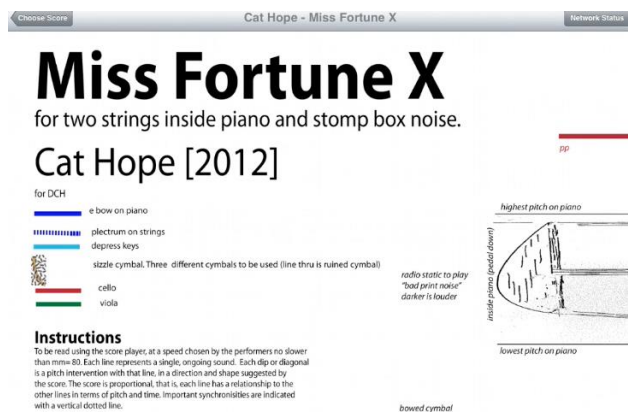 Choose Score
Cat Hope - Miss Fortune X
Network Status
Miss Fortune X
for two strings inside piano and stomp box noise.
Cat Hope [2012]
for DCH
e bow on piano
plectrum on strings
depress keys
sizzle cymbal. Three different cymbals to be used (line thru is ruined cymbal)
cello
viola
Instructions
To be read using the score player, at a speed chosen by the performers no slower
than mm= 80. Each line represents a single, ongoing sound. Each dip or diagonal
is a pitch intervention with that line, in a direction and shape suggested by
the score. The score is proportional, that is, each line has a relationship to the
other lines in terms of pitch and time. Important synchronisities are indicated
with a vertical dotted line.
radio static to play
"bad print noise"
darker is louder
bowed cymbal
pp
highest pitch on piano
inside piano (pedal down)
lowest pitch on piano